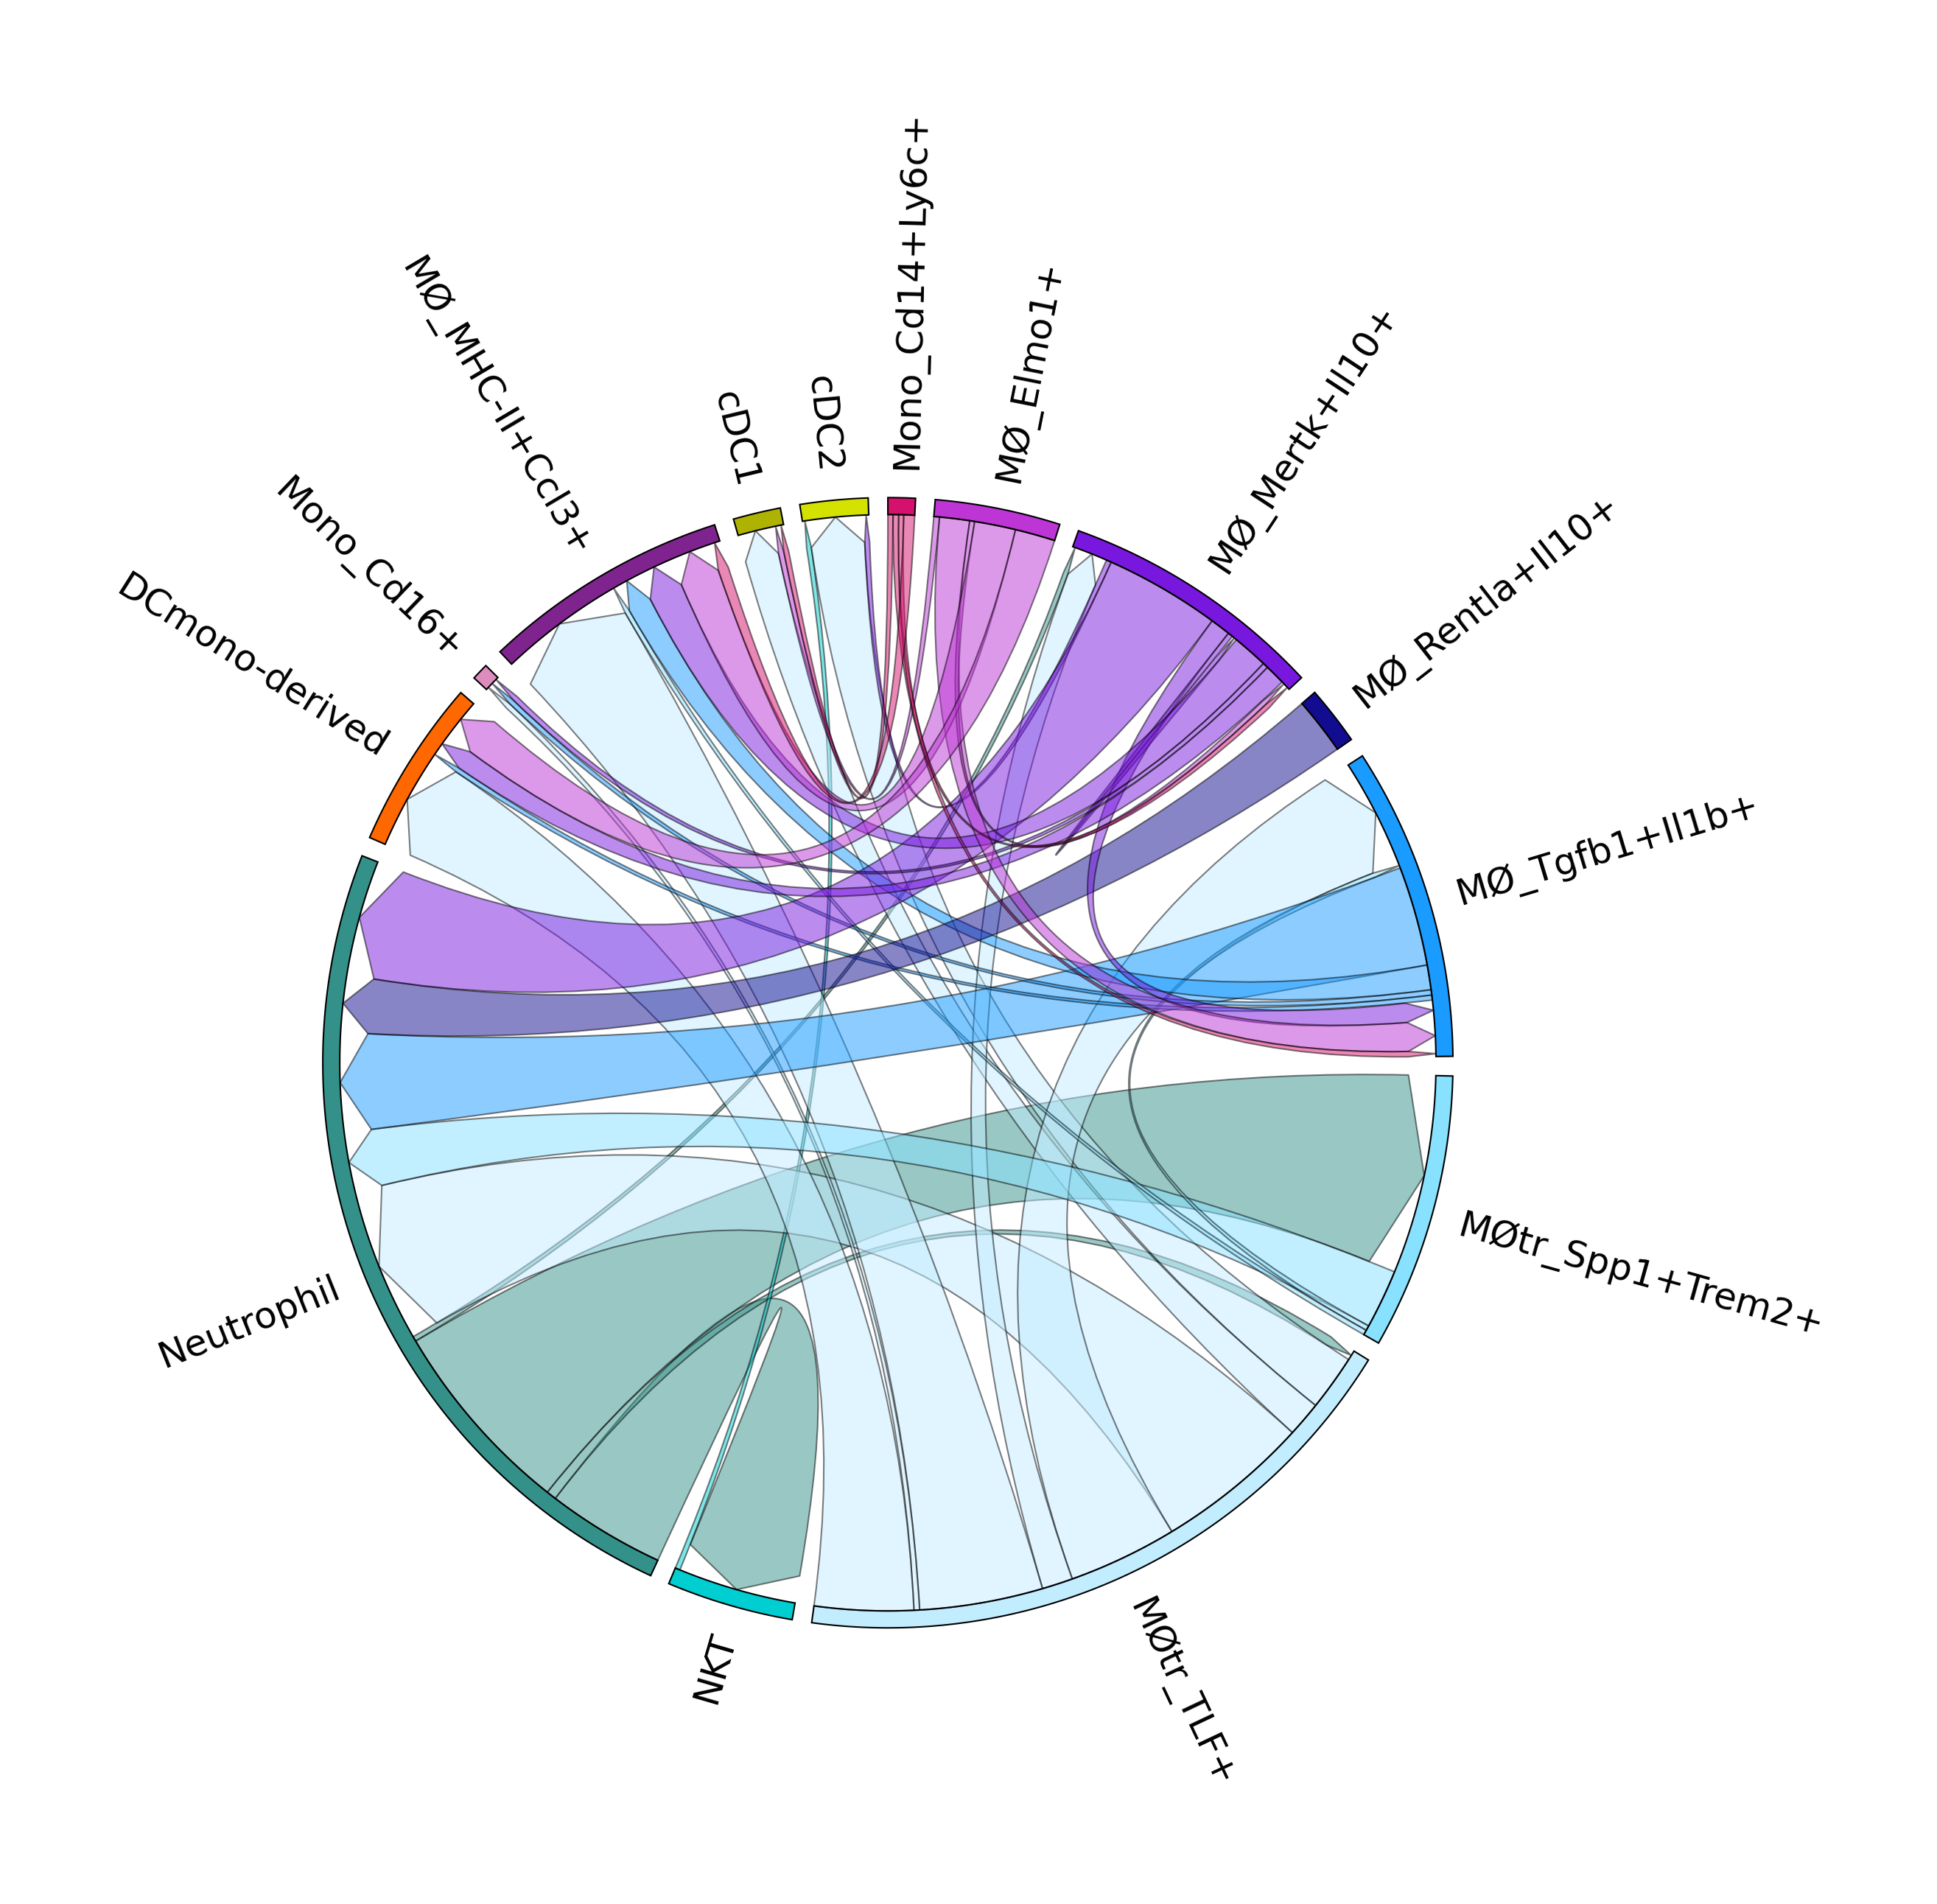 Mono_Cd14+Ly6c+
MØ_Elmo1+
MØ_Mertk+Il10+
MØ_Rentla+Il10+
MØ_Tgfb1+Il1b+
MØtr_Spp1+Trem2+
MØtr_TLF+
NKT
Neutrophil
DCmono-derived
Mono_Cd16+
MØ_MHC-II+Ccl3+
cDC1
cDC2